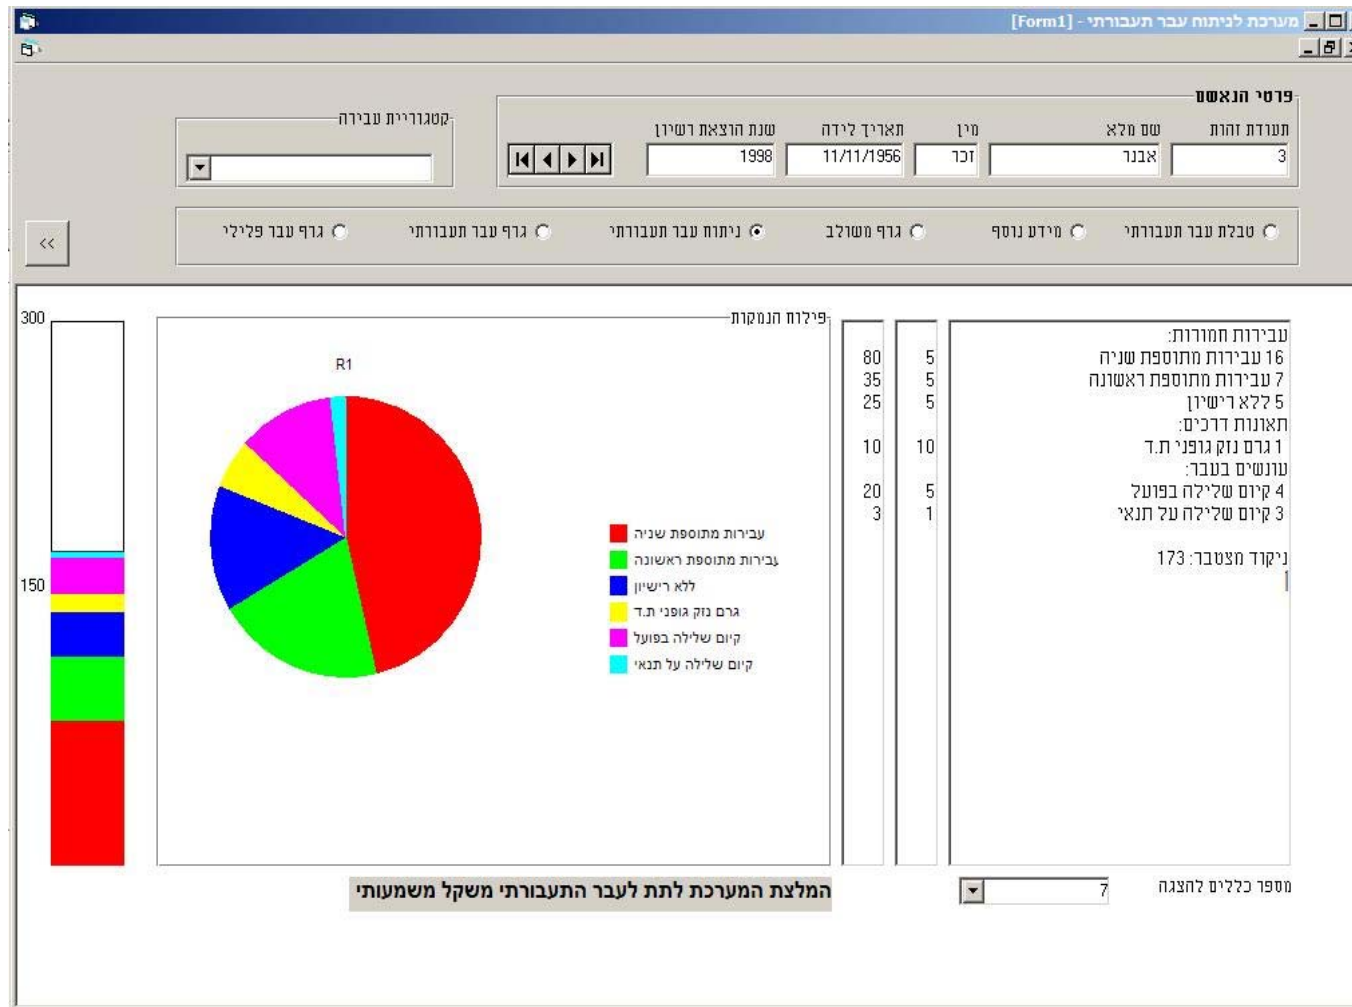 מערכת לניתוח עבר תעבורתי - [Form1]
פרטי הנאשם
תעודת זהות
שם מלא
מין
תאריך לידה
שנת הוצאת רשיון
3
אבנר
זכר
11/11/1956
1998
קטגוריית עבירה
טבלת עבר תעבורתי
מידע נוסף
גרף משולב
ניתוח עבר תעבורתי
גרף עבר תעבורתי
גרף עבר פלילי
<<
עבירות חמורות:
16 עבירות מתוספת שניה
7 עבירות מתוספת ראשונה
5 ללא רישיון
תאונות דרכים:
1 גרם נזק גופני ת.ד
עונשים בעבר:
4 קיום שלילה בפועל
3 קיום שלילה על תנאי
ניקוד מצטבר: 173
5
5
5
10
5
1
80
35
25
10
20
3
פילוח הנמקות
R1
עבירות מתוספת שניה
עבירות מתוספת ראשונה
ללא רישיון
גרם נזק גופני ת.ד
קיום שלילה בפועל
קיום שלילה על תנאי
300
150
מספר כללים להצגה
7
המלצת המערכת לתת לעבר התעבורתי משקל משמעותי